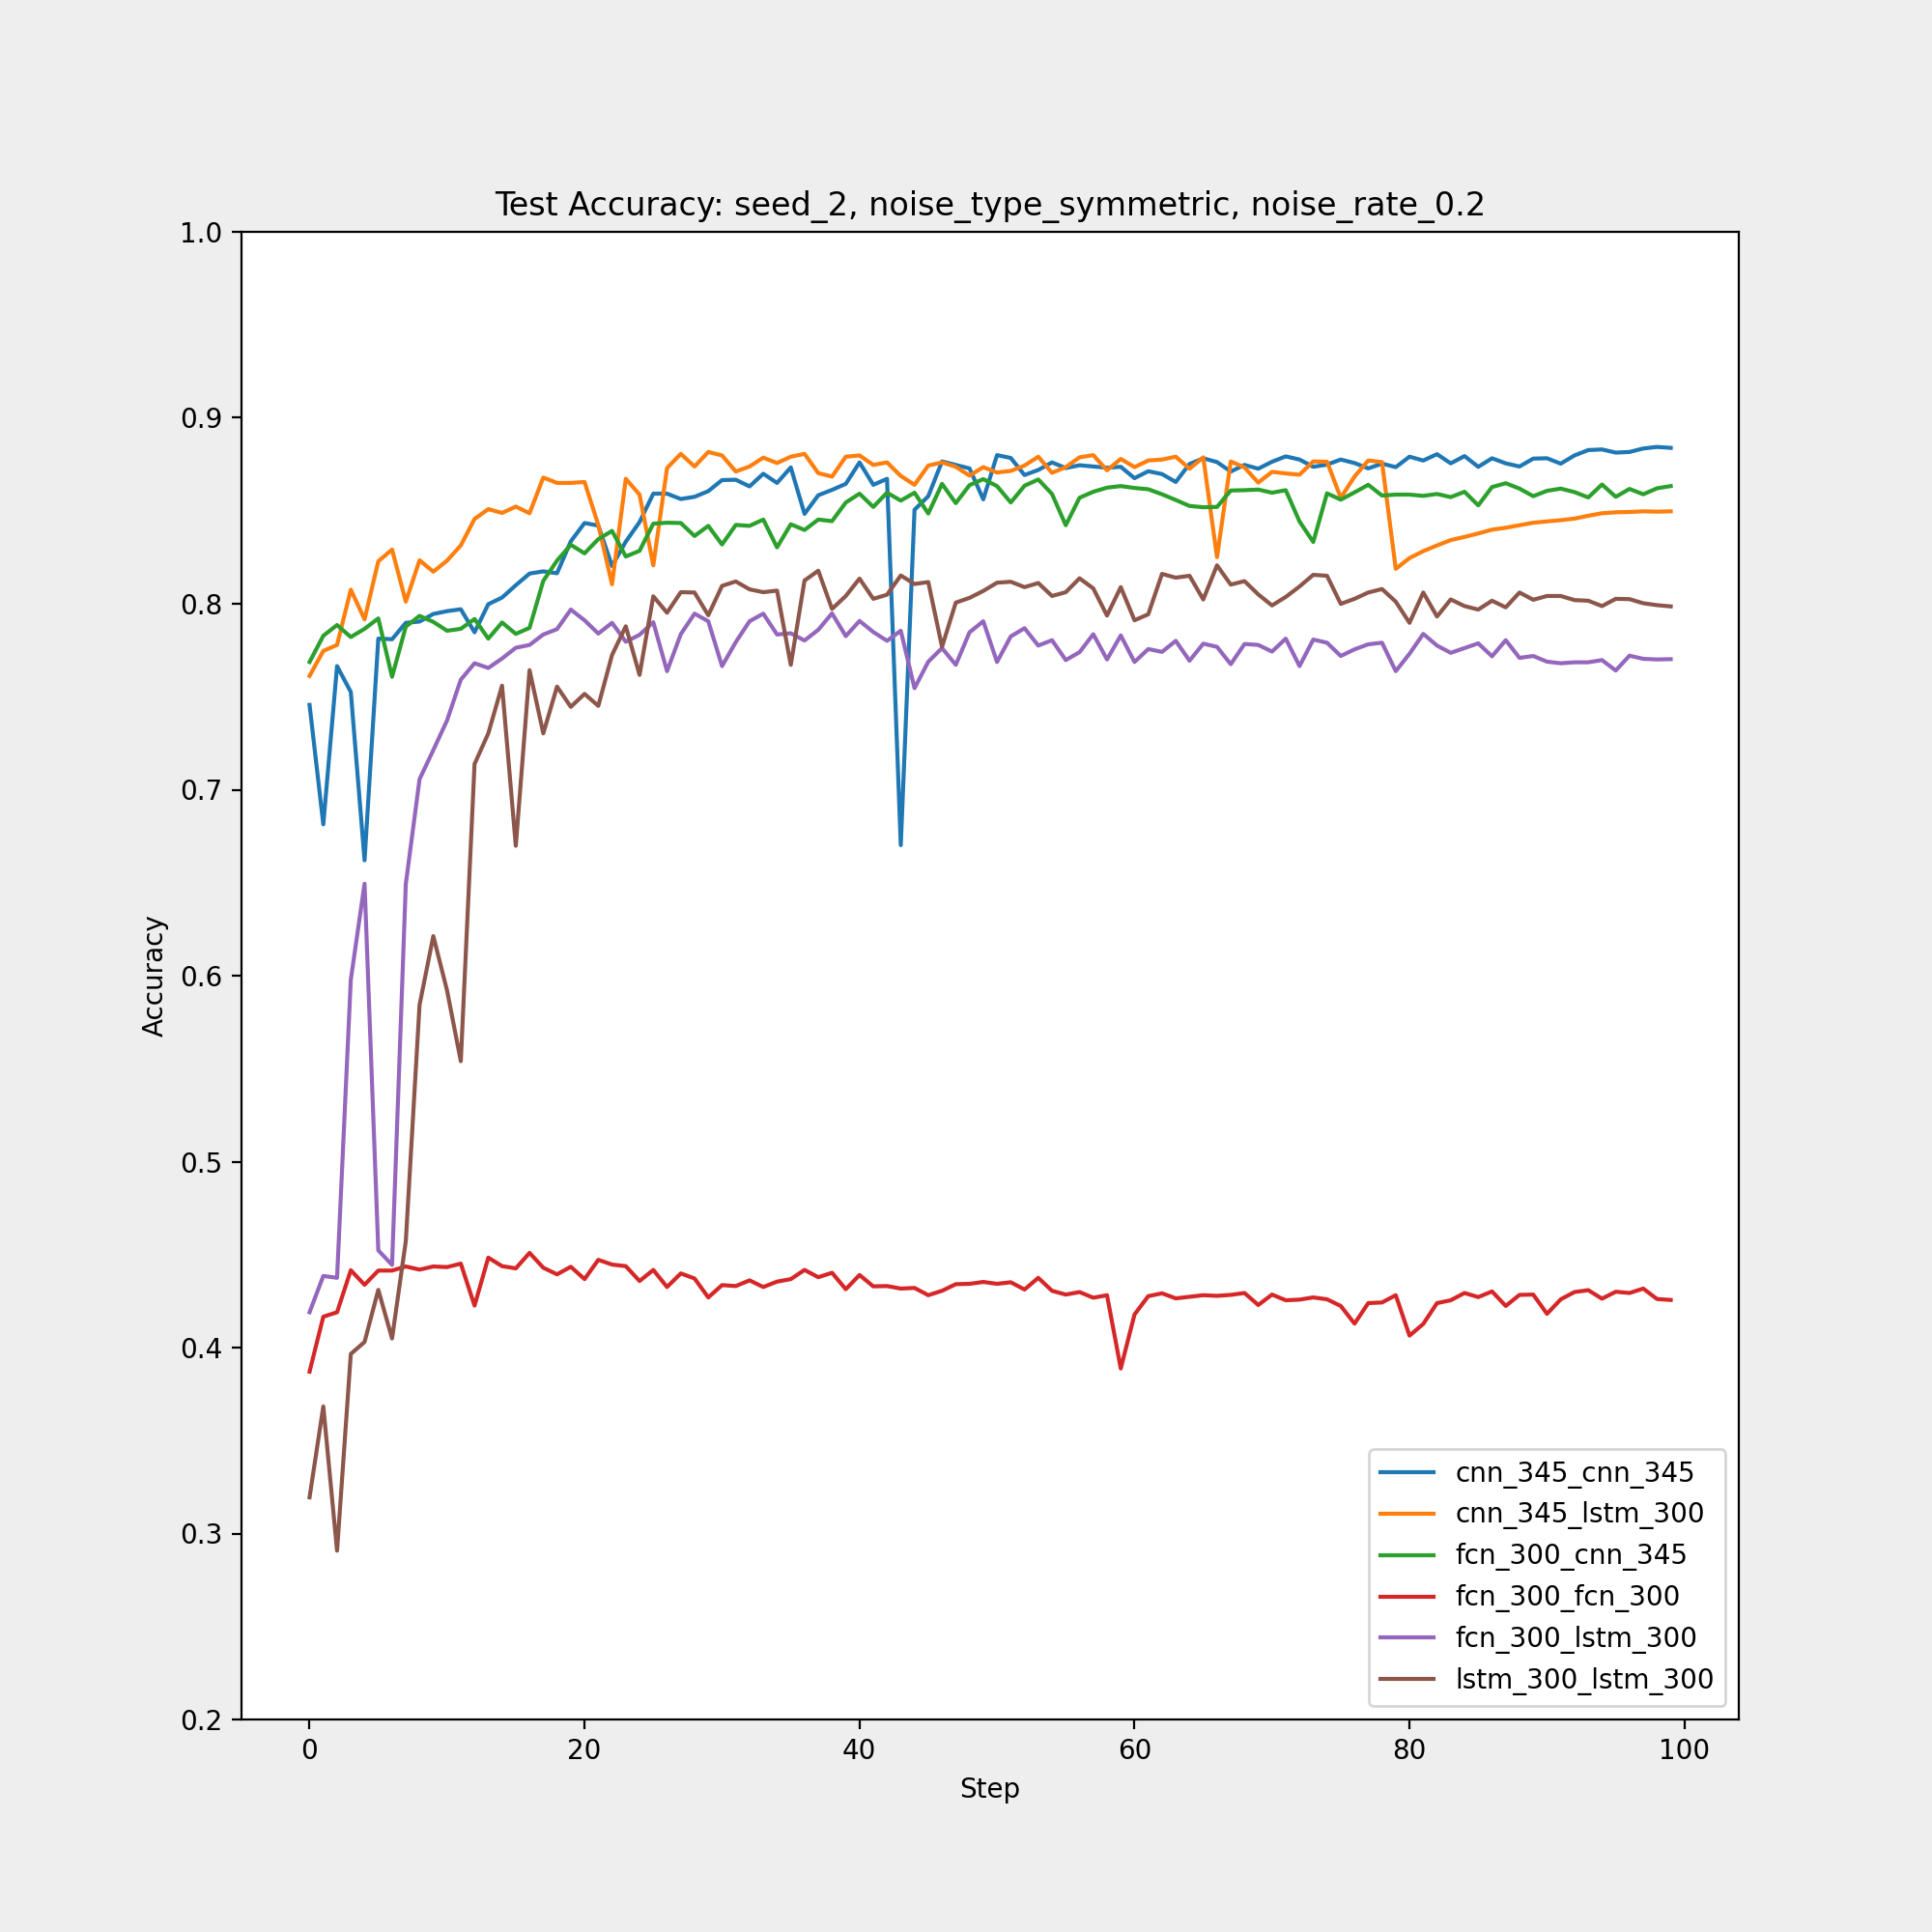 Test Accuracy: seed_2, noise_type_symmetric, noise_rate_0.2
1.0
0.9
0.8
0.7
0.6
0.5
0.4
0.3
0.2
Accuracy
0 20 40 60 80 100
Step
cnn_345_cnn_345
cnn_345_lstm_300
fcn_300_cnn_345
fcn_300_fcn_300
fcn_300_lstm_300
lstm_300_lstm_300